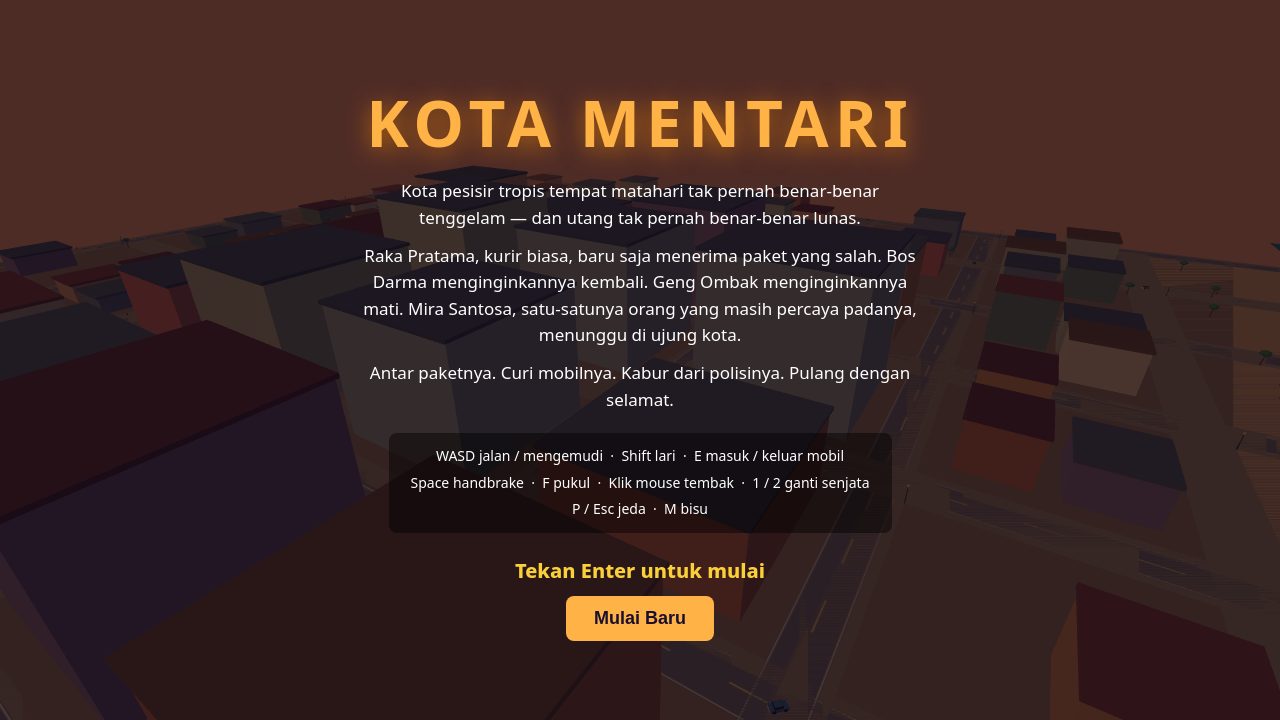 KOTA MENTARI
Kota pesisir tropis tempat matahari tak pernah benar-benar
tenggelam — dan utang tak pernah benar-benar lunas.
Raka Pratama, kurir biasa, baru saja menerima paket yang salah. Bos
Darma menginginkannya kembali. Geng Ombak menginginkannya
mati. Mira Santosa, satu-satunya orang yang masih percaya padanya,
menunggu di ujung kota.
Antar paketnya. Curi mobilnya. Kabur dari polisinya. Pulang dengan
selamat.
WASD jalan / mengemudi · Shift lari · E masuk / keluar mobil
Space handbrake · F pukul · Klik mouse tembak · 1 / 2 ganti senjata
P / Esc jeda · M bisu
Tekan Enter untuk mulai
Mulai Baru